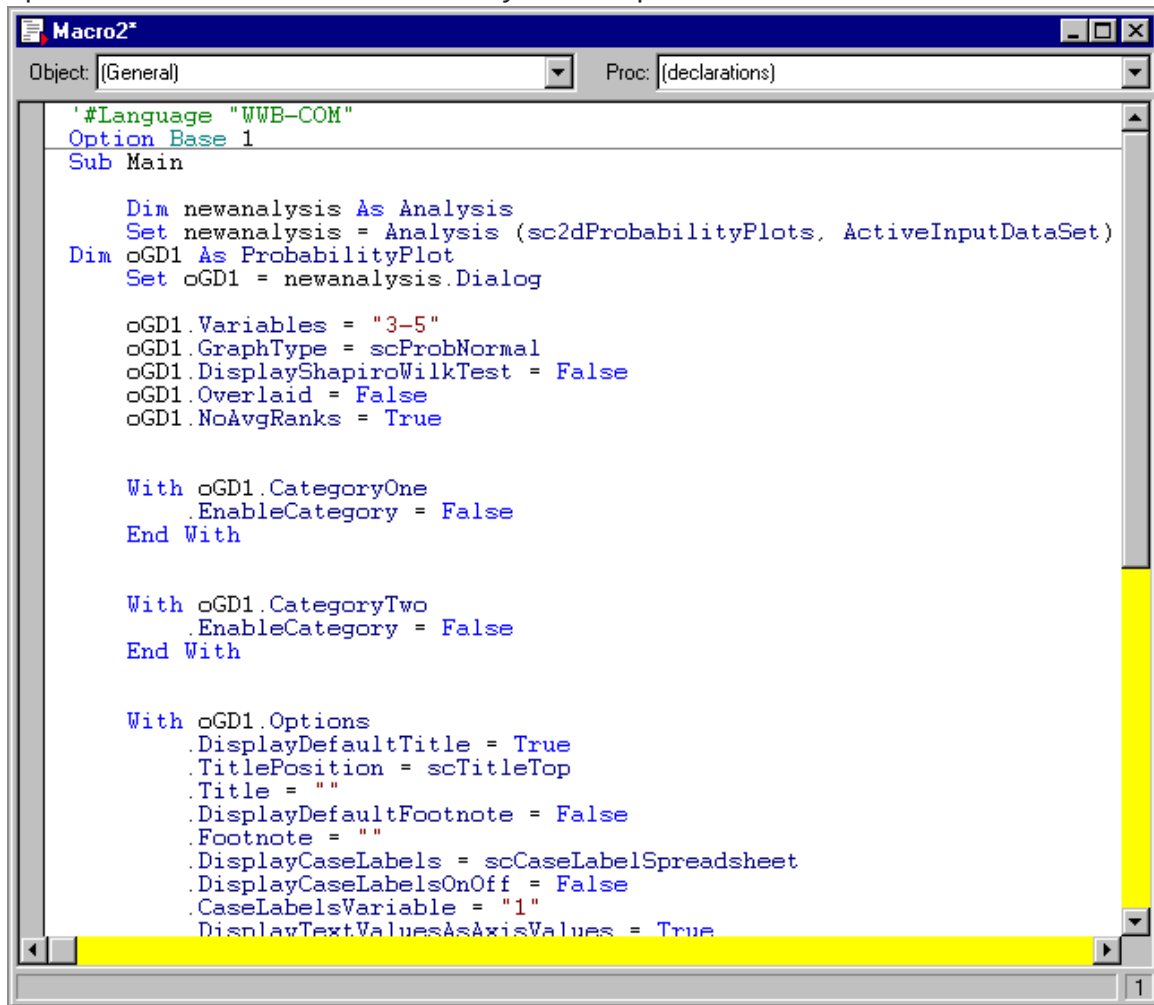 Macro2*
Object: (General) Proc: (declarations)
'#Language "WWB-COM"
Option Base 1
Sub Main
Dim newanalysis As Analysis
Set newanalysis = Analysis (sc2dProbabilityPlots, ActiveInputDataSet)
Dim oGD1 As ProbabilityPlot
Set oGD1 = newanalysis.Dialog
oGD1.Variables = "3-5"
oGD1.GraphType = scProbNormal
oGD1.DisplayShapiroWilkTest = False
oGD1.Overlaid = False
oGD1.NoAvgRanks = True
With oGD1.CategoryOne
.EnableCategory = False
End With
With oGD1.CategoryTwo
.EnableCategory = False
End With
With oGD1.Options
.DisplayDefaultTitle = True
.TitlePosition = scTitleTop
.Title = ""
.DisplayDefaultFootnote = False
.Footnote = ""
.DisplayCaseLabels = scCaseLabelSpreadsheet
.DisplayCaseLabelsOnOff = False
.CaseLabelsVariable = "1"
.DisplayTextValuesAsAxisValues = True
1